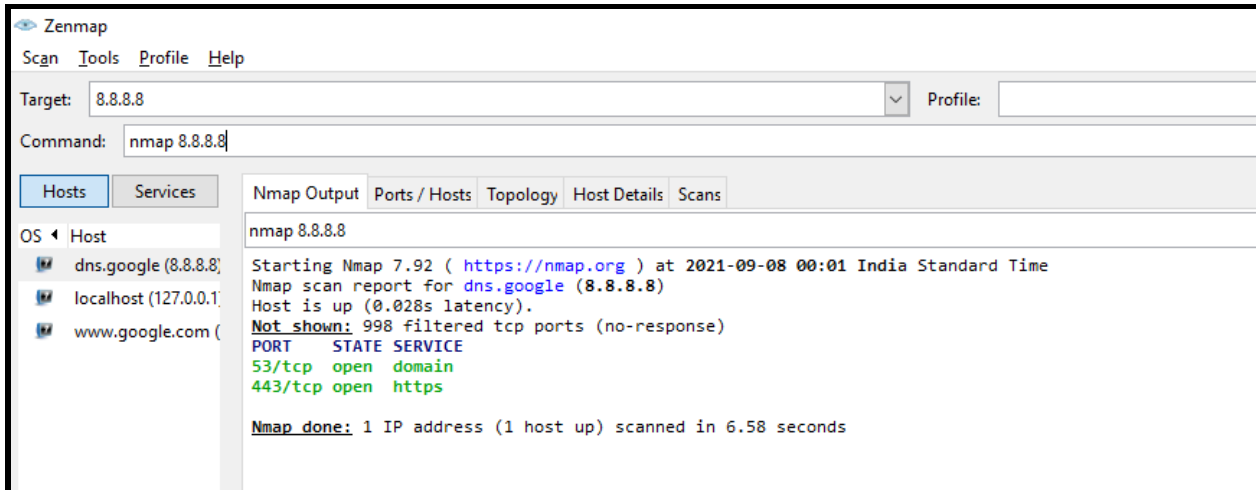 Zenmap
Scan Tools Profile Help
Target: 8.8.8.8 Profile:
Command: nmap 8.8.8.8
Hosts Services
Nmap Output Ports / Hosts Topology Host Details Scans
OS Host
dns.google (8.8.8.8)
localhost (127.0.0.1
www.google.com (
nmap 8.8.8.8
Starting Nmap 7.92 ( https://nmap.org ) at 2021-09-08 00:01 India Standard Time
Nmap scan report for dns.google (8.8.8.8)
Host is up (0.028s latency).
Not shown: 998 filtered tcp ports (no-response)
PORT STATE SERVICE
53/tcp open domain
443/tcp open https
Nmap done: 1 IP address (1 host up) scanned in 6.58 seconds